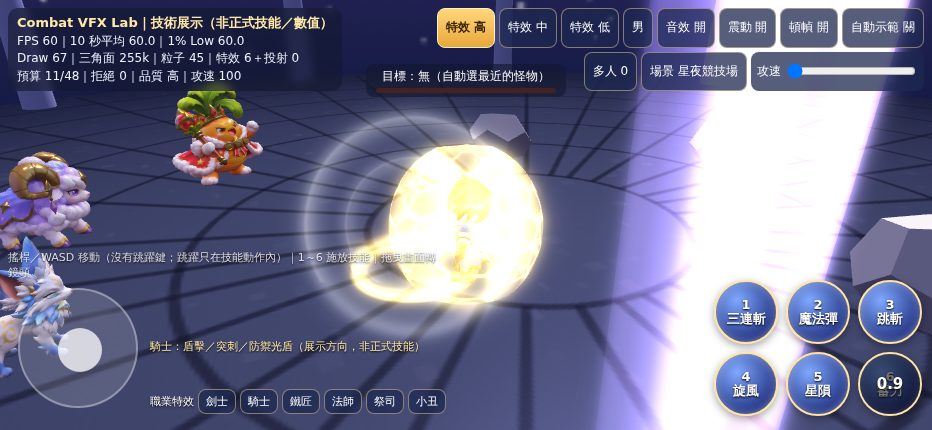 Combat VFX Lab｜技術展示（非正式技能／數值）
FPS 60｜10 秒平均 60.0｜1% Low 60.0
Draw 67｜三角面 255k｜粒子 45｜特效 6＋投射 0
預算 11/48｜拒絕 0｜品質 高｜攻速 100
特效 高
特效 中
特效 低
男
音效 開
震動 開
頓幀 開
自動示範 關
目標：無（自動選最近的怪物）
多人 0
場景 星夜競技場
攻速
搖桿／WASD 移動（沒有跳躍鍵；跳躍只在技能動作內）｜1～6 施放技能｜拖曳畫面轉
鏡頭
騎士：盾擊／突刺／防禦光盾（展示方向，非正式技能）
職業特效
劍士
騎士
鐵匠
法師
祭司
小丑
1
三連斬
2
魔法彈
3
跳斬
4
旋風
5
星隕
6
0.9
蓄力